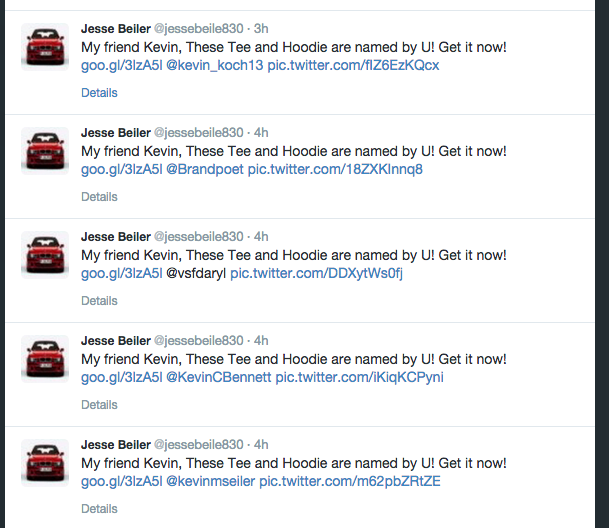 Jesse Beiler @jessebeile830 · 3h
My friend Kevin, These Tee and Hoodie are named by U! Get it now!
goo.gl/3lzA5l @kevin_koch13 pic.twitter.com/flZ6EzKQcx
Details
Jesse Beiler @jessebeile830 · 4h
My friend Kevin, These Tee and Hoodie are named by U! Get it now!
goo.gl/3lzA5l @Brandpoet pic.twitter.com/18ZXKlnnq8
Details
Jesse Beiler @jessebeile830 · 4h
My friend Kevin, These Tee and Hoodie are named by U! Get it now!
goo.gl/3lzA5l @vsfdaryl pic.twitter.com/DDXytWs0fj
Details
Jesse Beiler @jessebeile830 · 4h
My friend Kevin, These Tee and Hoodie are named by U! Get it now!
goo.gl/3lzA5l @KevinCBennett pic.twitter.com/iKiqKCPyni
Details
Jesse Beiler @jessebeile830 · 4h
My friend Kevin, These Tee and Hoodie are named by U! Get it now!
goo.gl/3lzA5l @kevinmseiler pic.twitter.com/m62pbZRtZE
Details